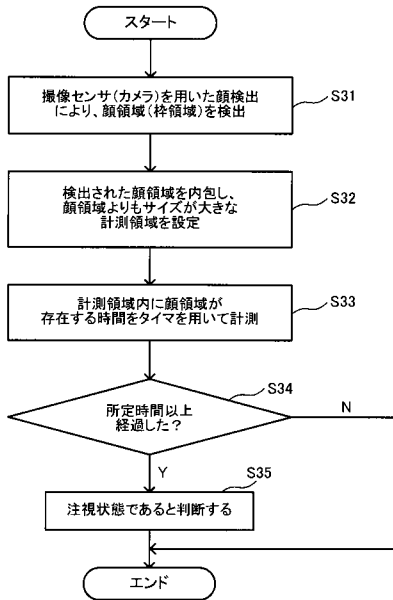 スタート
撮像センサ(カメラ)を用いた顔検出
により、顔領域(枠領域)を検出
S31
検出された顔領域を内包し、
顔領域よりもサイズが大きな
計測領域を設定
S32
計測領域内に顔領域が
存在する時間をタイマを用いて計測
S33
S34
所定時間以上
経過した?
N
Y
S35
注視状態であると判断する
エンド